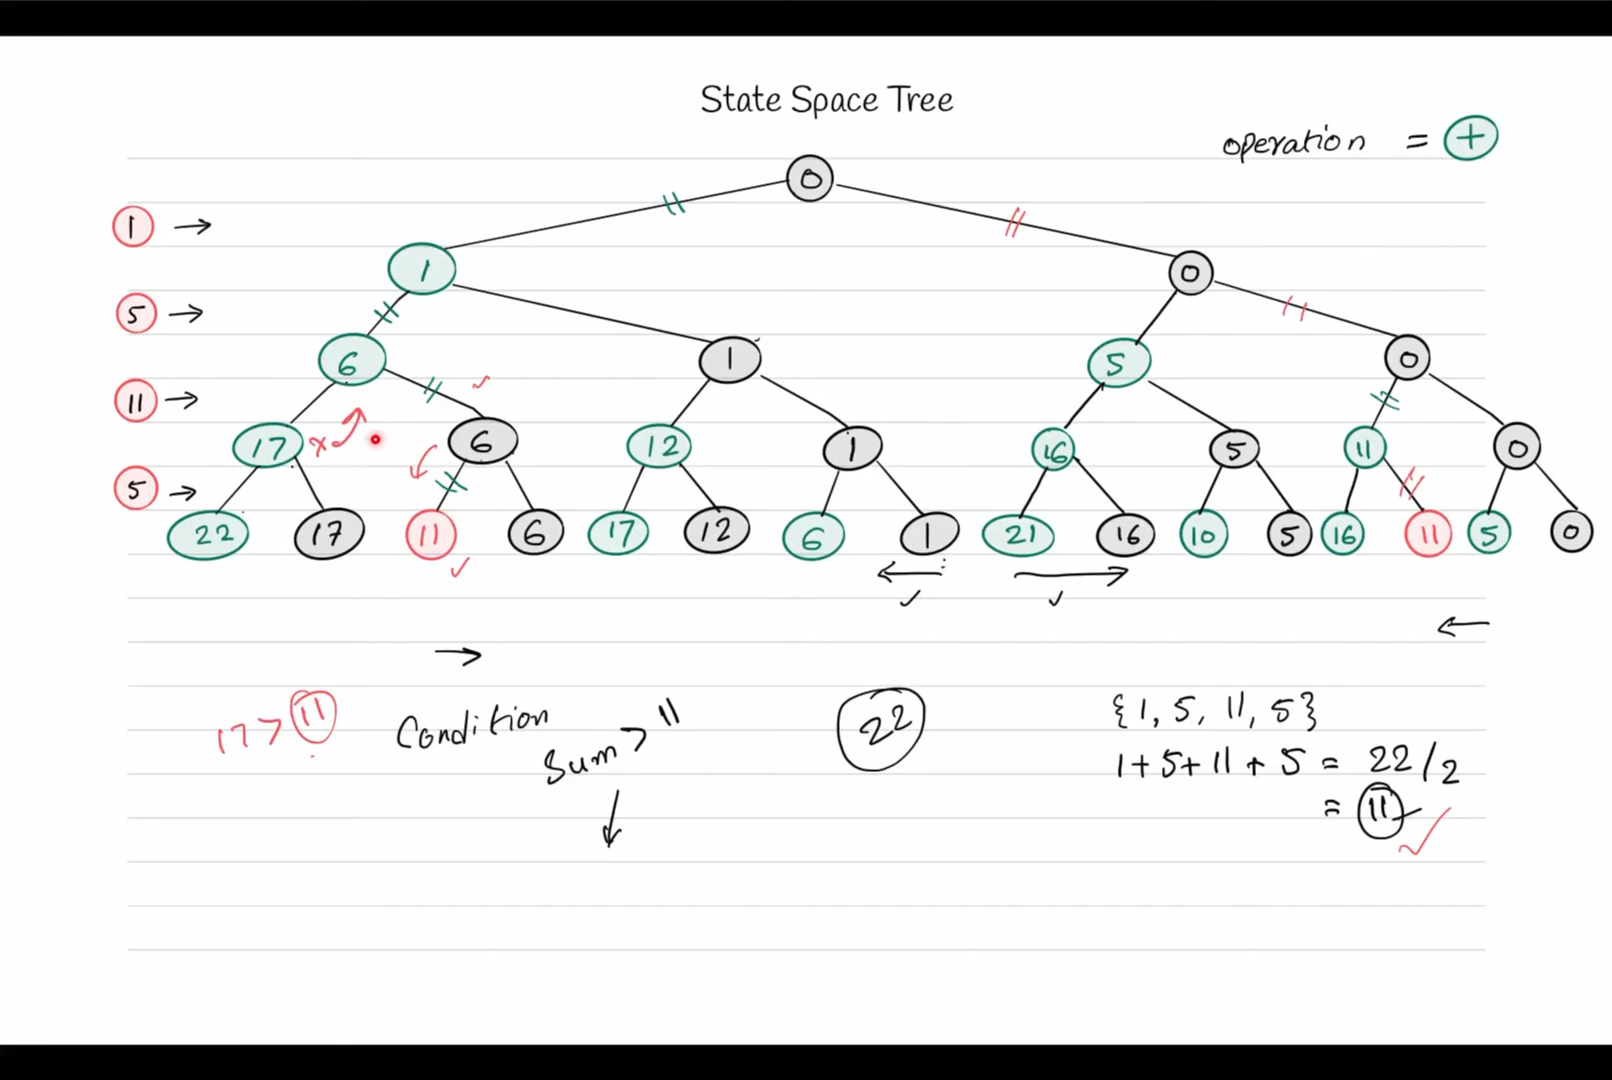 State Space Tree
operation = +
0
1 →
1 0
5 →
6 1 5 0
11 →
17 x 6 12 1 16 5 11 0
5 →
22 17 11 6 17 12 6 1 21 16 10 5 16 11 5 0
17 > 11
Condition
Sum > 11
22
{1, 5, 11, 5}
1+5+11+5 = 22/2
= 11